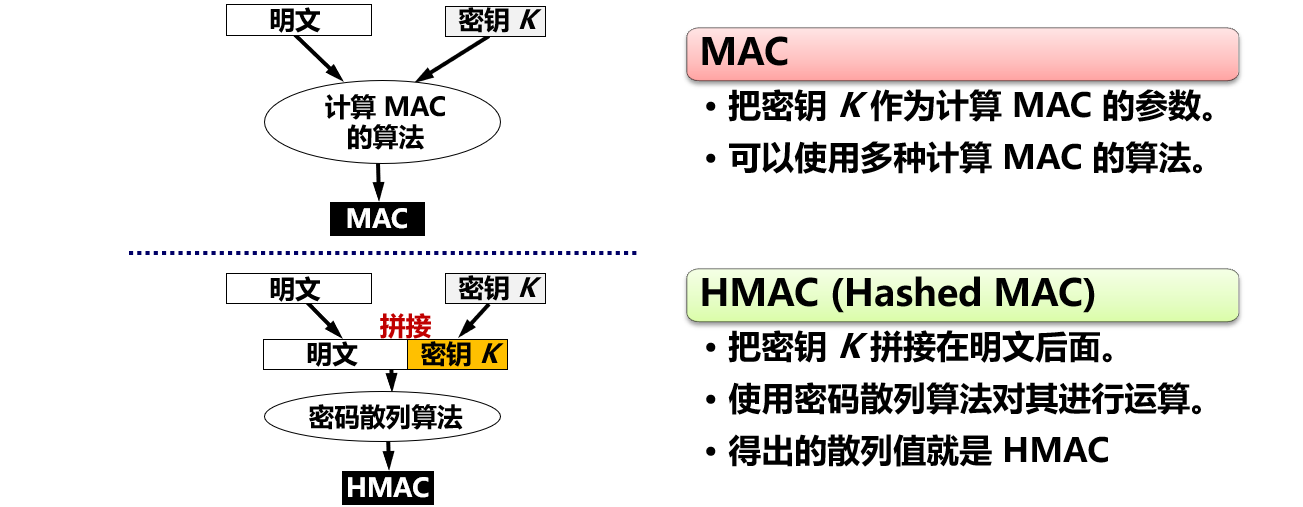 明文
密钥 K
计算 MAC
的算法
MAC
MAC
• 把密钥 K 作为计算 MAC 的参数。
• 可以使用多种计算 MAC 的算法。
明文
密钥 K
拼接
明文
密钥 K
密码散列算法
HMAC
HMAC (Hashed MAC)
• 把密钥 K 拼接在明文后面。
• 使用密码散列算法对其进行运算。
• 得出的散列值就是 HMAC